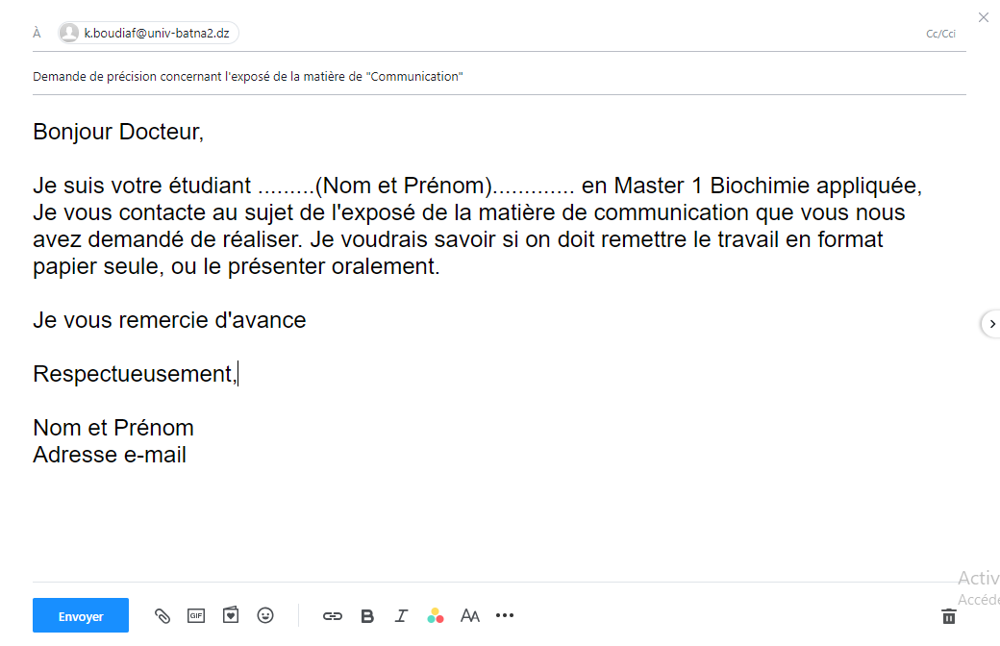 À k.boudiaf@univ-batna2.dz Cc/Cci
Demande de précision concernant l'exposé de la matière de "Communication"
Bonjour Docteur,
Je suis votre étudiant .........(Nom et Prénom)............. en Master 1 Biochimie appliquée,
Je vous contacte au sujet de l'exposé de la matière de communication que vous nous
avez demandé de réaliser. Je voudrais savoir si on doit remettre le travail en format
papier seule, ou le présenter oralement.
Je vous remercie d'avance
Respectueusement,
Nom et Prénom
Adresse e-mail
Activ
Accéde
Envoyer GIF B I AA